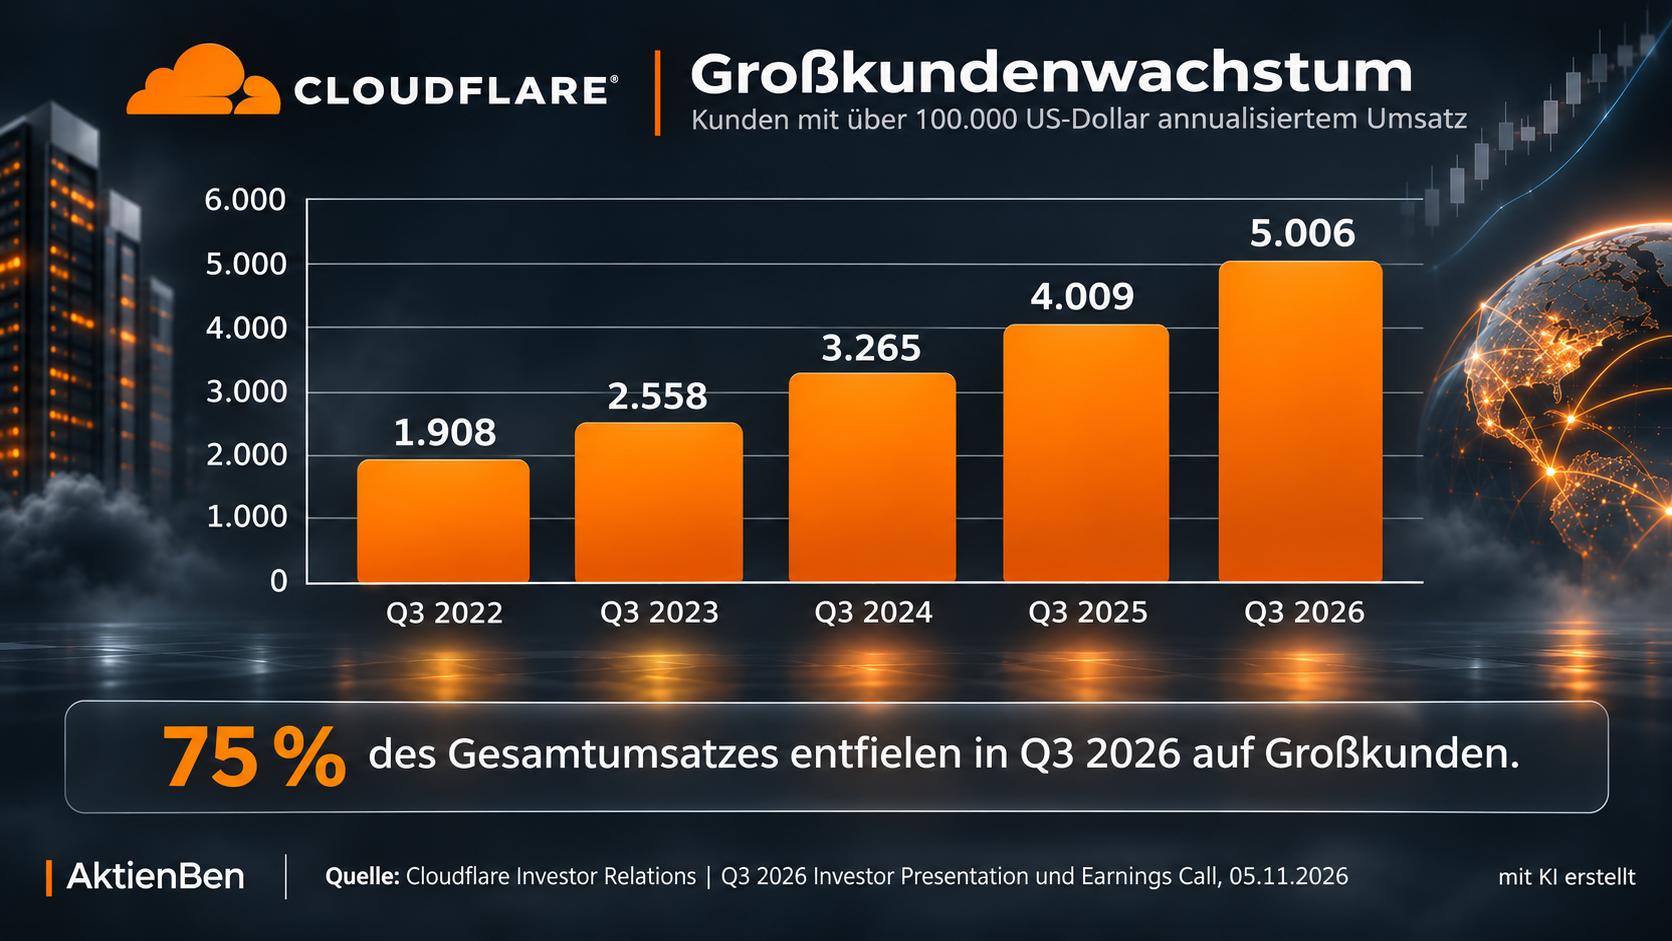 CLOUDFLARE®
Großkundenwachstum
Kunden mit über 100.000 US-Dollar annualisiertem Umsatz
6.000
5.000
4.000
3.000
2.000
1.000
0
1.908
2.558
3.265
4.009
5.006
Q3 2022
Q3 2023
Q3 2024
Q3 2025
Q3 2026
75 % des Gesamtumsatzes entfielen in Q3 2026 auf Großkunden.
AktienBen
Quelle: Cloudflare Investor Relations | Q3 2026 Investor Presentation und Earnings Call, 05.11.2026
mit KI erstellt